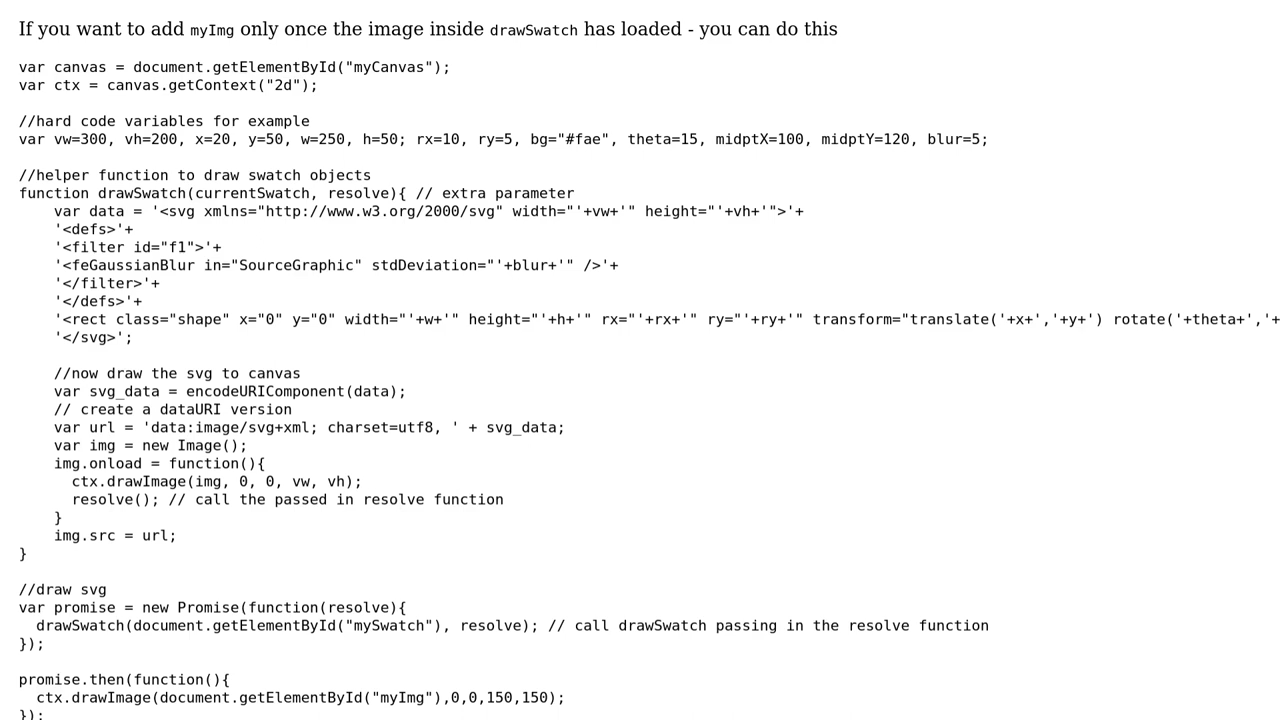 If you want to add myImg only once the image inside drawSwatch has loaded - you can do this
var canvas = document.getElementById("myCanvas");
var ctx = canvas.getContext("2d");
//hard code variables for example
var vw=300, vh=200, x=20, y=50, w=250, h=50; rx=10, ry=5, bg="#fae", theta=15, midptX=100, midptY=120, blur=5;
//helper function to draw swatch objects
function drawSwatch(currentSwatch, resolve){ // extra parameter
    var data = '<svg xmlns="http://www.w3.org/2000/svg" width="'+vw+'" height="'+vh+'">'+
    '<defs>'+
    '<filter id="f1">'+
    '<feGaussianBlur in="SourceGraphic" stdDeviation="'+blur+'" />'+
    '</filter>'+
    '</defs>'+
    '<rect class="shape" x="0" y="0" width="'+w+'" height="'+h+'" rx="'+rx+'" ry="'+ry+'" transform="translate('+x+','+y+') rotate('+theta+','+
    '</svg>';
    //now draw the svg to canvas
    var svg_data = encodeURIComponent(data);
    // create a dataURI version
    var url = 'data:image/svg+xml; charset=utf8, ' + svg_data;
    var img = new Image();
    img.onload = function(){
      ctx.drawImage(img, 0, 0, vw, vh);
      resolve(); // call the passed in resolve function
    }
    img.src = url;
}
//draw svg
var promise = new Promise(function(resolve){
  drawSwatch(document.getElementById("mySwatch"), resolve); // call drawSwatch passing in the resolve function
});
promise.then(function(){
  ctx.drawImage(document.getElementById("myImg"),0,0,150,150);
});